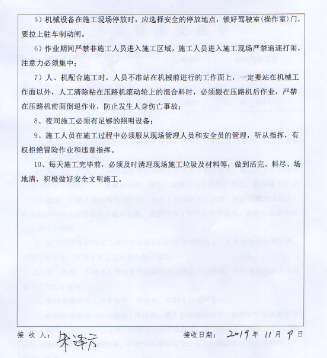 5）机械设备在施工现场停放时，应选择安全的停放地点，锁好驾驶室(操作室)门，
要拉上驻车制动闸。
6）作业期间严禁非施工人员进入施工区域，施工人员进入施工现场严禁追逐打闹，
注意力必须集中；
7）人、机配合施工时，人员不准站在机械前进行的工作面上，一定要站在机械工
作面以外，人工清除粘在压路机滚动轮上的混合料时，必须跟在压路机后作业，严禁
在压路机前面倒退作业，防止发生人身伤亡事故；
8、夜间施工必须有足够的照明设备；
9、施工人员在施工过程中必须服从现场管理人员和安全员的管理，听从指挥，有
权拒绝冒险作业和违章指挥。
10、每天施工完毕前，必须及时清理现场施工垃圾及材料等，做到活完、料尽、场
地清，积极做好安全文明施工。
接收人：
接收日期：2019年11月9日